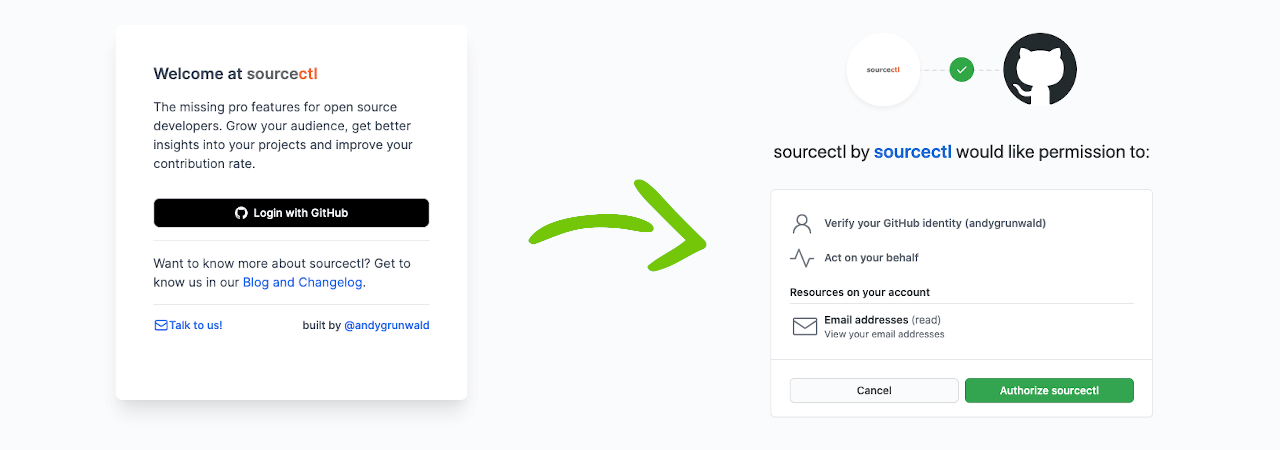 Welcome at sourcectl
The missing pro features for open source
developers. Grow your audience, get better
insights into your projects and improve your
contribution rate.
Login with GitHub
Want to know more about sourcectl? Get to
know us in our Blog and Changelog.
Talk to us!
built by @andygrunwald
sourcectl
sourcectl by sourcectl would like permission to:
Verify your GitHub identity (andygrunwald)
Act on your behalf
Resources on your account
Email addresses (read)
View your email addresses
Cancel
Authorize sourcectl